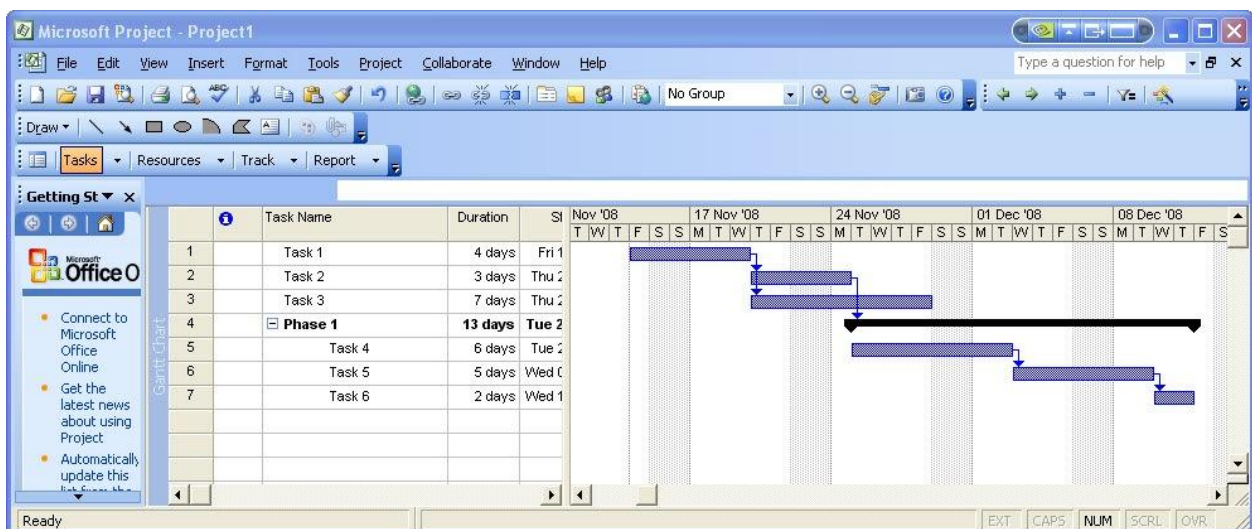 Microsoft Project - Project1
File Edit View Insert Format Tools Project Collaborate Window Help
Type a question for help
No Group
Draw
Tasks Resources Track Report
Getting St
Task Name Duration St Nov '08 17 Nov '08 24 Nov '08 01 Dec '08 08 Dec '08
T W T F S S M T W T F S S M T W T F S S M T W T F S S M T W T F S
1 Task 1 4 days Fri 1
2 Task 2 3 days Thu 2
3 Task 3 7 days Thu 2
4 Phase 1 13 days Tue 2
5 Task 4 6 days Tue 2
6 Task 5 5 days Wed 0
7 Task 6 2 days Wed 1
Gantt Chart
Microsoft
Office O
Connect to
Microsoft
Office
Online
Get the
latest news
about using
Project
Automatically
update this
Ready
EXT CAPS NUM SCRL OVR